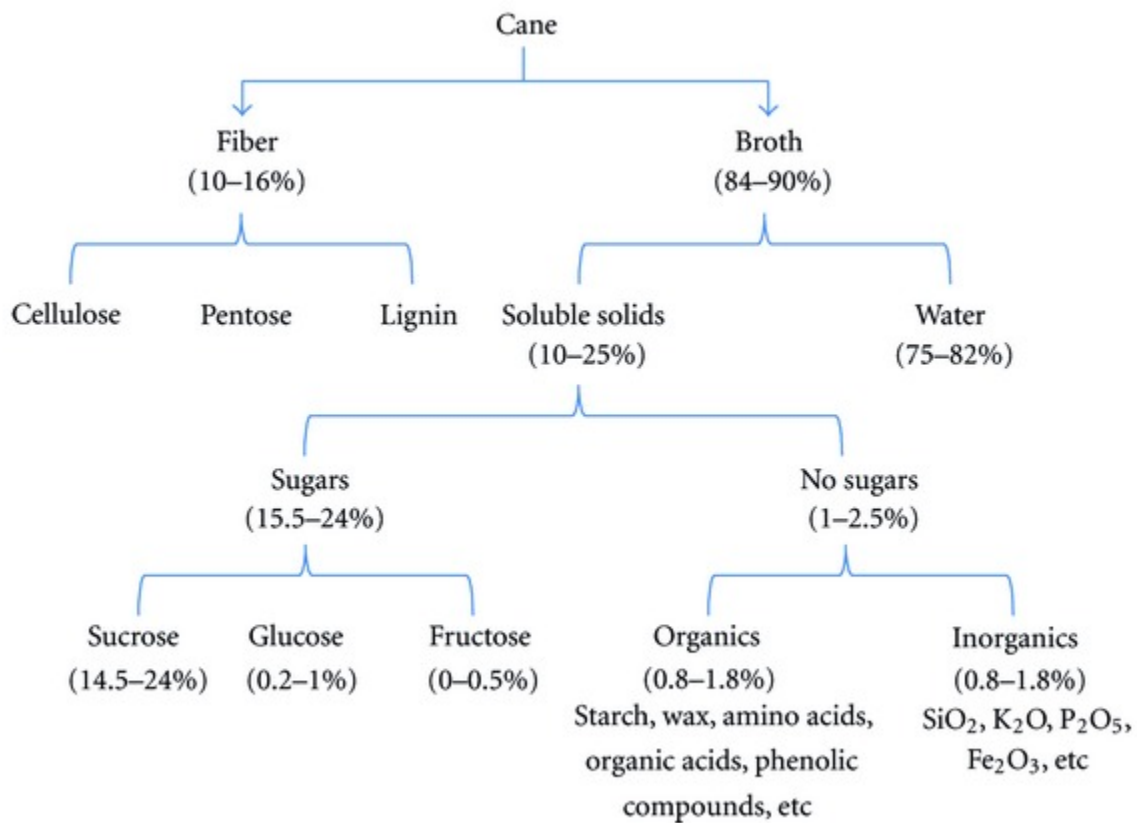 Cane
Fiber
(10–16%)
Broth
(84–90%)
Cellulose
Pentose
Lignin
Soluble solids
(10–25%)
Water
(75–82%)
Sugars
(15.5–24%)
No sugars
(1–2.5%)
Sucrose
(14.5–24%)
Glucose
(0.2–1%)
Fructose
(0–0.5%)
Organics
(0.8–1.8%)
Starch, wax, amino acids,
organic acids, phenolic
compounds, etc
Inorganics
(0.8–1.8%)
SiO₂, K₂O, P₂O₅,
Fe₂O₃, etc